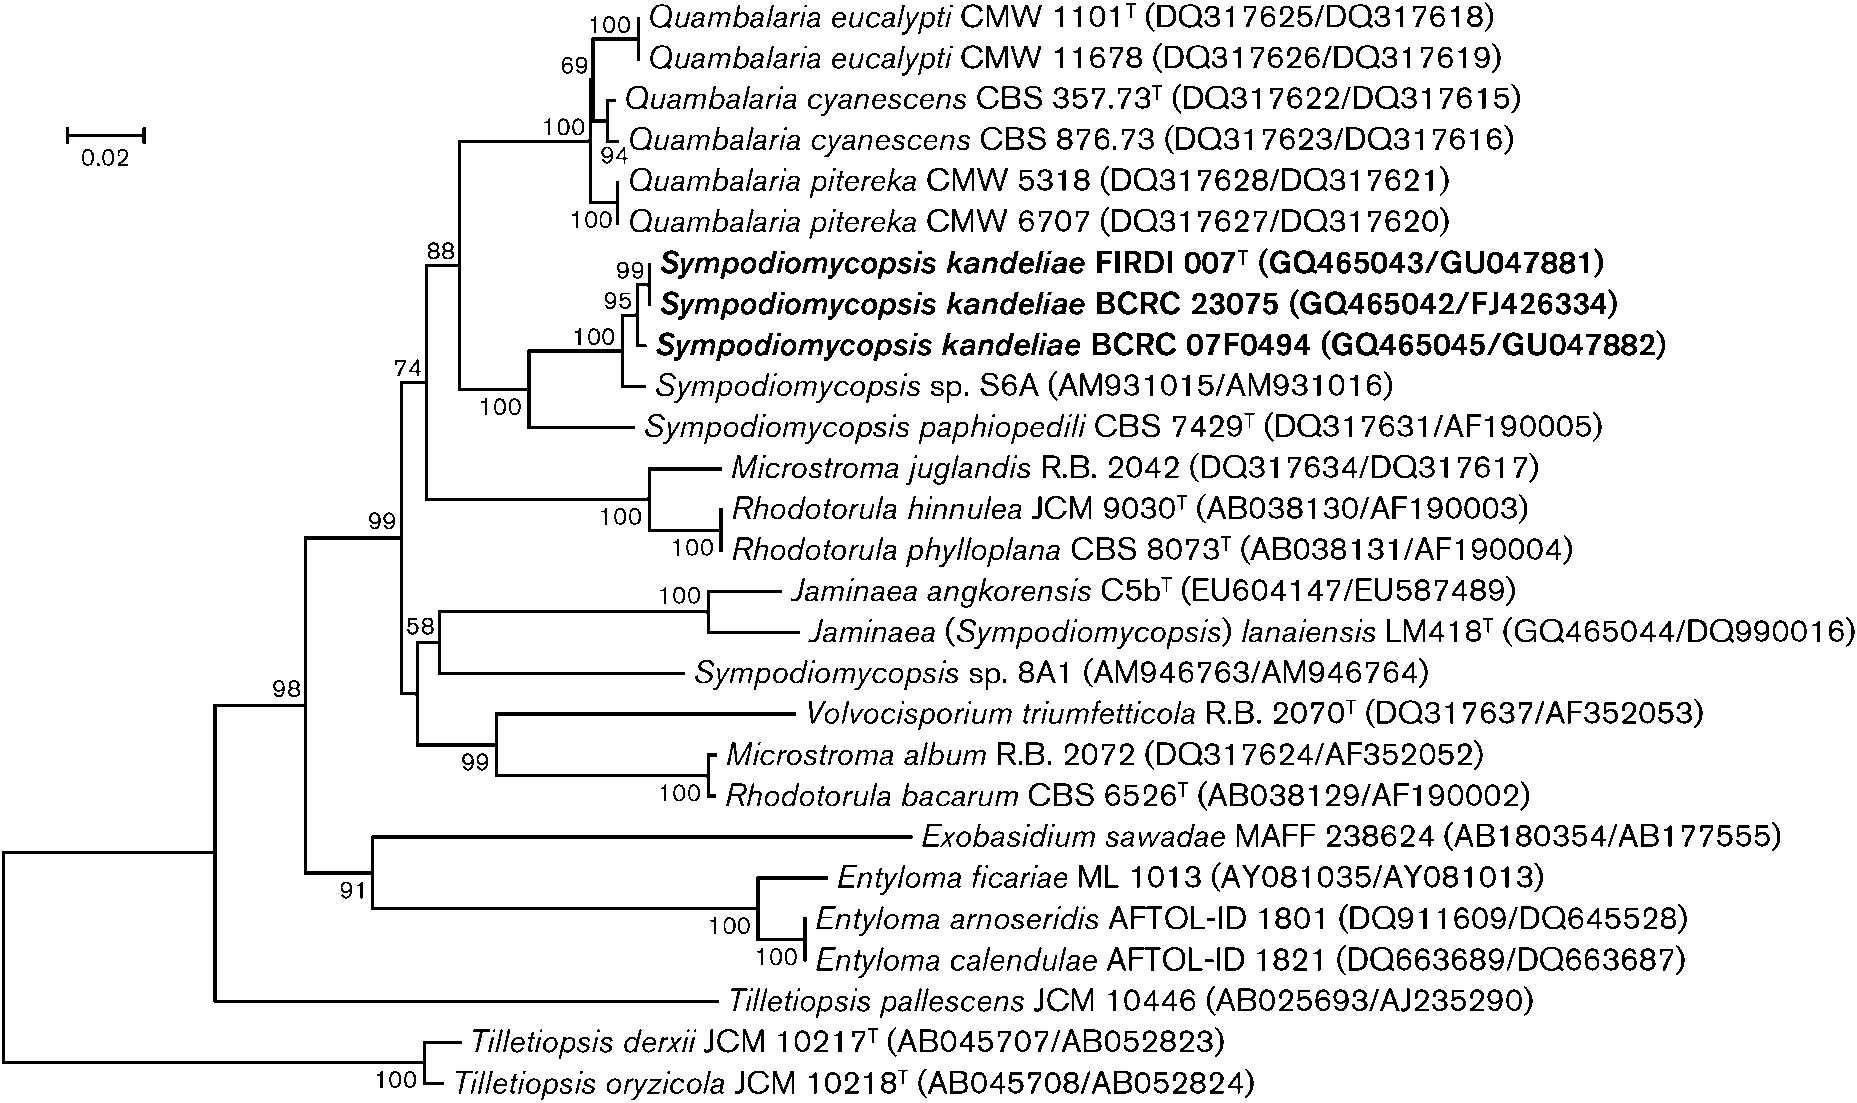 100
Quambalaria eucalypti CMW 1101ᵀ (DQ317625/DQ317618)
Quambalaria eucalypti CMW 11678 (DQ317626/DQ317619)
69
Quambalaria cyanescens CBS 357.73ᵀ (DQ317622/DQ317615)
100
0.02
Quambalaria cyanescens CBS 876.73 (DQ317623/DQ317616)
94
Quambalaria pitereka CMW 5318 (DQ317628/DQ317621)
100
Quambalaria pitereka CMW 6707 (DQ317627/DQ317620)
88
99
Sympodiomycopsis kandeliae FIRDI 007ᵀ (GQ465043/GU047881)
95
Sympodiomycopsis kandeliae BCRC 23075 (GQ465042/FJ426334)
100
Sympodiomycopsis kandeliae BCRC 07F0494 (GQ465045/GU047882)
74
Sympodiomycopsis sp. S6A (AM931015/AM931016)
100
Sympodiomycopsis paphiopedili CBS 7429ᵀ (DQ317631/AF190005)
Microstroma juglandis R.B. 2042 (DQ317634/DQ317617)
99
100
Rhodotorula hinnulea JCM 9030ᵀ (AB038130/AF190003)
100
Rhodotorula phylloplana CBS 8073ᵀ (AB038131/AF190004)
100
Jaminaea angkorensis C5bᵀ (EU604147/EU587489)
58
Jaminaea (Sympodiomycopsis) lanaiensis LM418ᵀ (GQ465044/DQ990016)
Sympodiomycopsis sp. 8A1 (AM946763/AM946764)
98
Volvocisporium triumfetticola R.B. 2070ᵀ (DQ317637/AF352053)
99
Microstroma album R.B. 2072 (DQ317624/AF352052)
100
Rhodotorula bacarum CBS 6526ᵀ (AB038129/AF190002)
Exobasidium sawadae MAFF 238624 (AB180354/AB177555)
91
Entyloma ficariae ML 1013 (AY081035/AY081013)
100
Entyloma arnoseridis AFTOL-ID 1801 (DQ911609/DQ645528)
100
Entyloma calendulae AFTOL-ID 1821 (DQ663689/DQ663687)
Tilletiopsis pallescens JCM 10446 (AB025693/AJ235290)
Tilletiopsis derxii JCM 10217ᵀ (AB045707/AB052823)
100
Tilletiopsis oryzicola JCM 10218ᵀ (AB045708/AB052824)